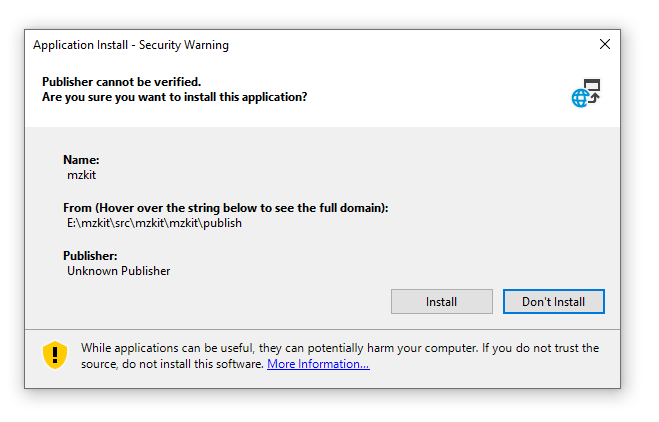 Application Install - Security Warning
Publisher cannot be verified.
Are you sure you want to install this application?
Name:
mzkit
From (Hover over the string below to see the full domain):
E:\mzkit\src\mzkit\mzkit\publish
Publisher:
Unknown Publisher
Install
Don't Install
While applications can be useful, they can potentially harm your computer. If you do not trust the
source, do not install this software. More Information...